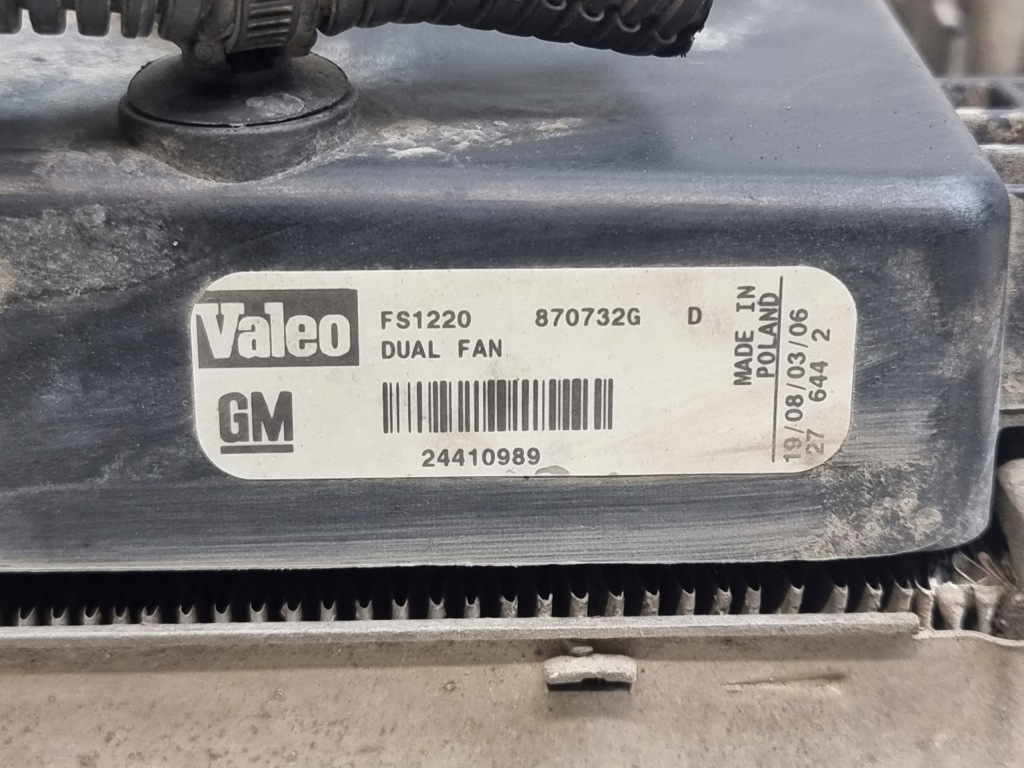 Valeo
FS1220 870732G D
DUAL FAN
GM
24410989
MADE IN
POLAND
19/08/03/06
27 644 2